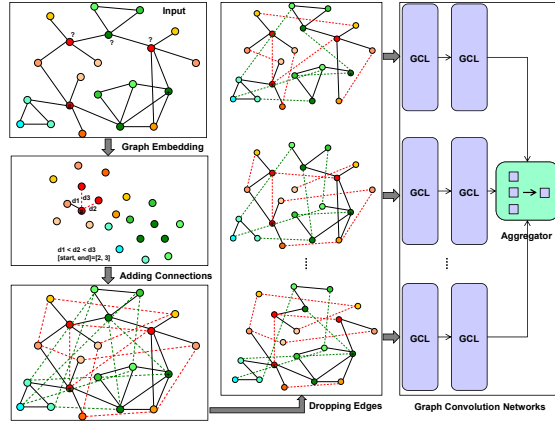 Input
?
?
?
Graph Embedding
d1
d3
d2
d1 < d2 < d3
[start, end]=[2, 3]
Adding Connections
Dropping Edges
GCL
GCL
GCL
GCL
Aggregator
GCL
GCL
Graph Convolution Networks